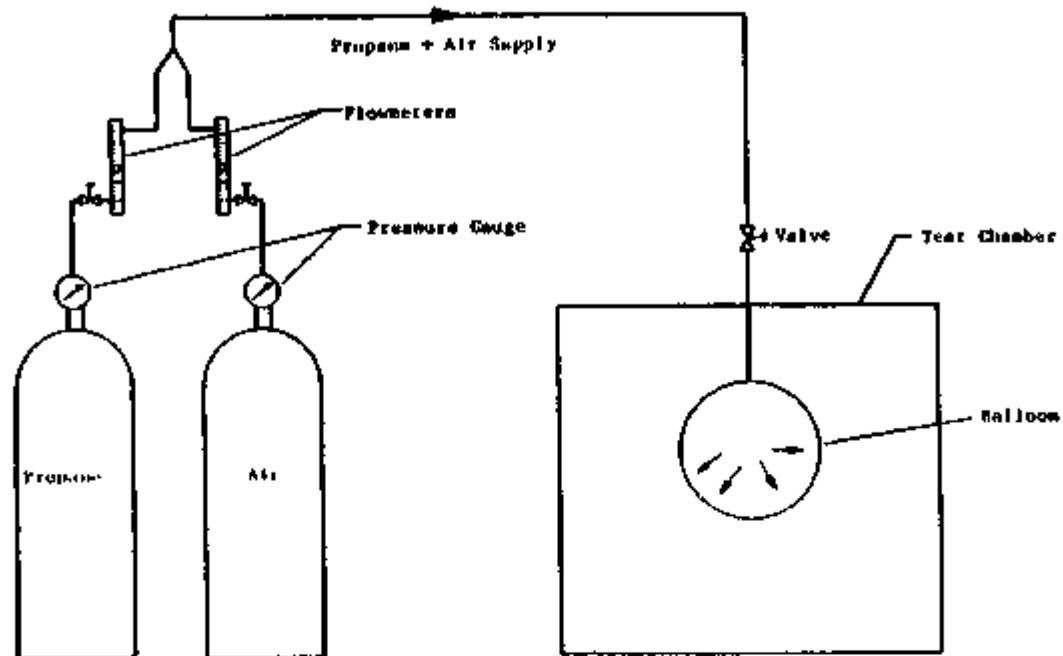 Propane + Air Supply
Flowmeters
Pressure Gauge
Valve
Test Chamber
Balloon
Propane
Air